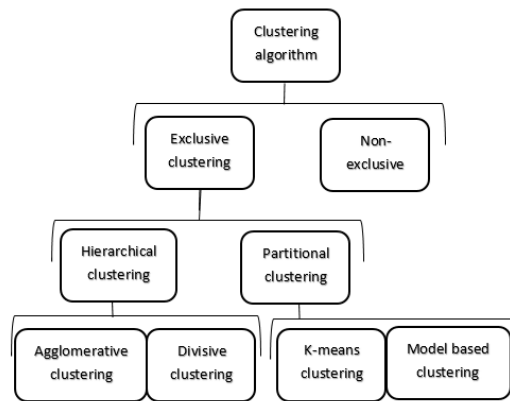 Clustering
algorithm
Exclusive
clustering
Non-
exclusive
Hierarchical
clustering
Partitional
clustering
Agglomerative
clustering
Divisive
clustering
K-means
clustering
Model based
clustering